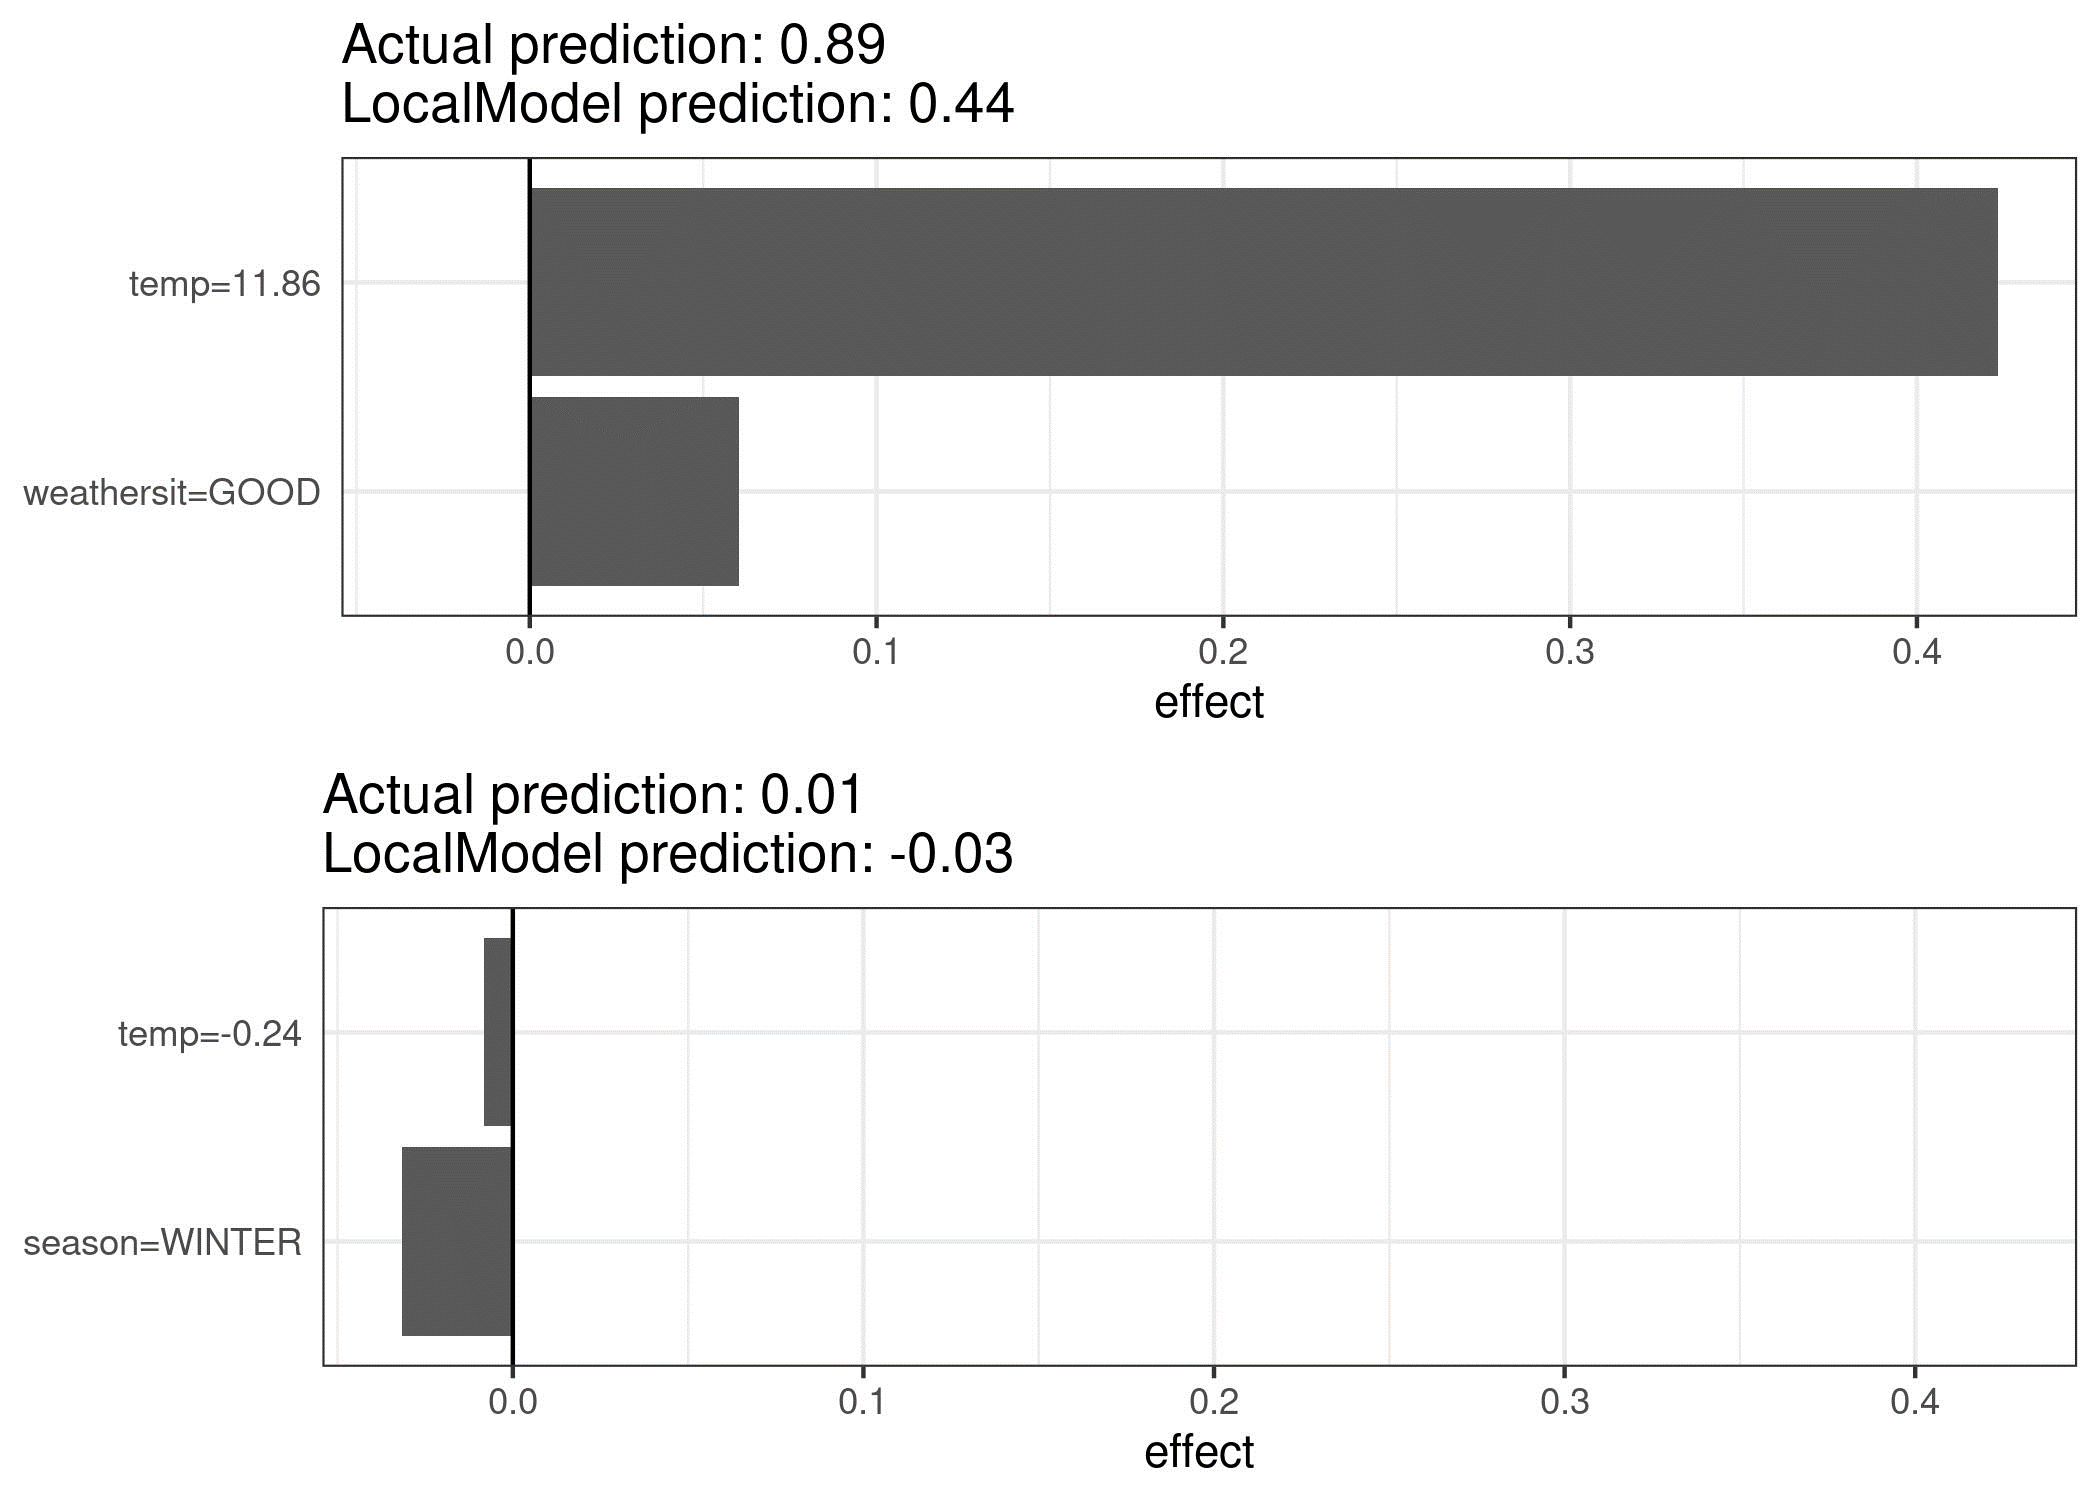 Actual prediction: 0.89
LocalModel prediction: 0.44
temp=11.86
weathersit=GOOD
0.0 0.1 0.2 0.3 0.4
effect
Actual prediction: 0.01
LocalModel prediction: -0.03
temp=-0.24
season=WINTER
0.0 0.1 0.2 0.3 0.4
effect